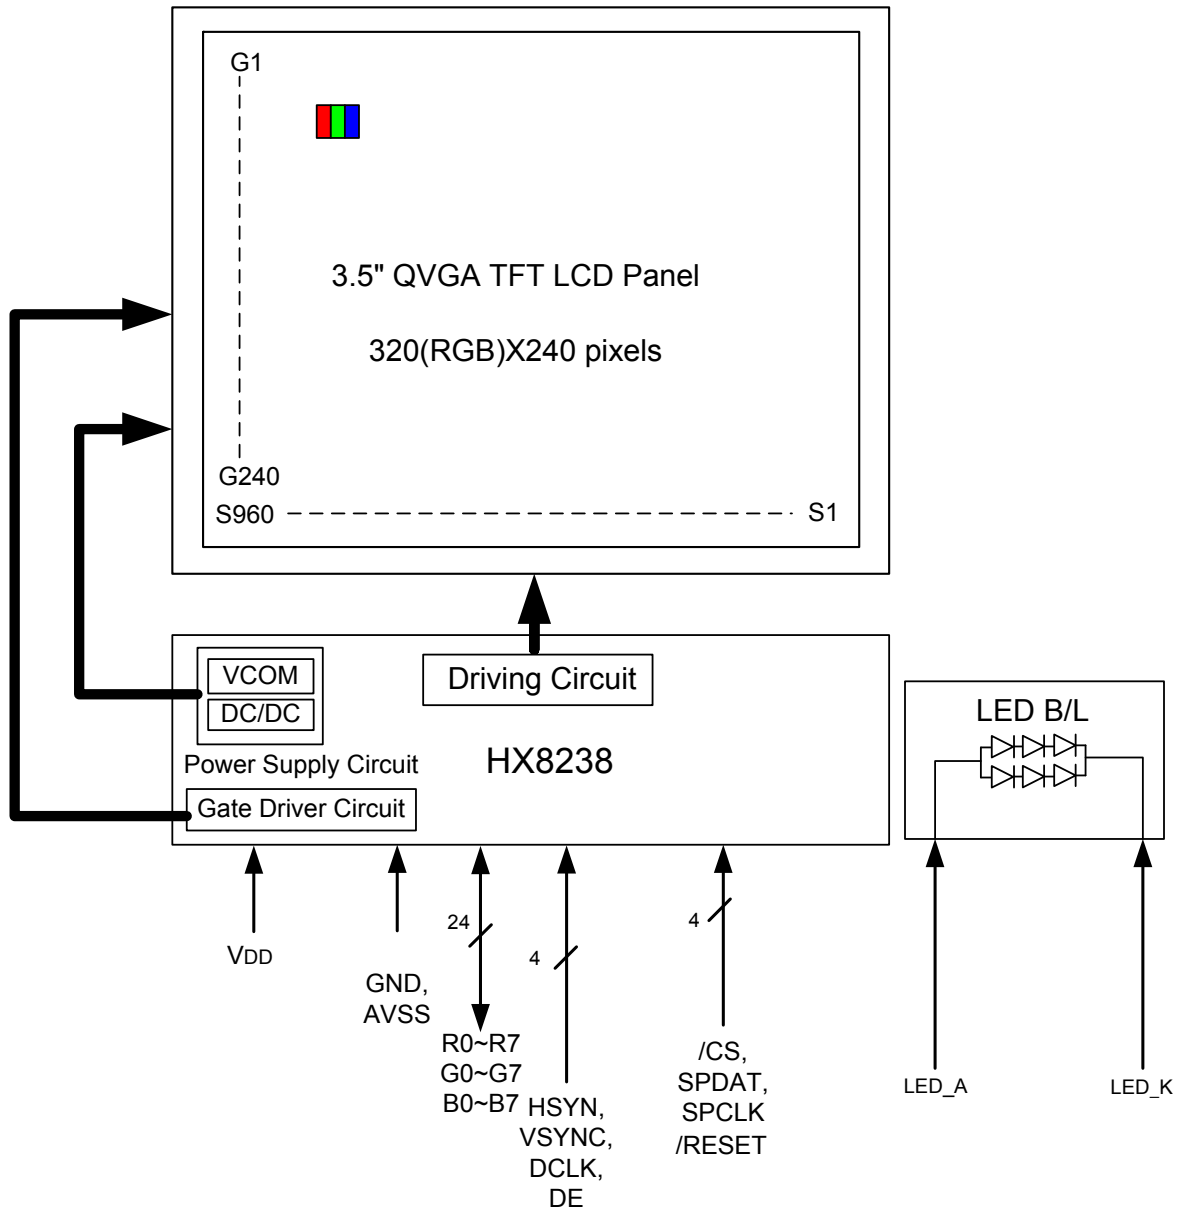 G1
3.5" QVGA TFT LCD Panel
320(RGB)X240 pixels
G240
S960
S1
VCOM
DC/DC
Power Supply Circuit
Gate Driver Circuit
Driving Circuit
HX8238
LED B/L
VDD
GND,
AVSS
24
R0~R7
G0~G7
B0~B7
4
HSYN,
VSYNC,
DCLK,
DE
4
/CS,
SPDAT,
SPCLK
/RESET
LED_A
LED_K